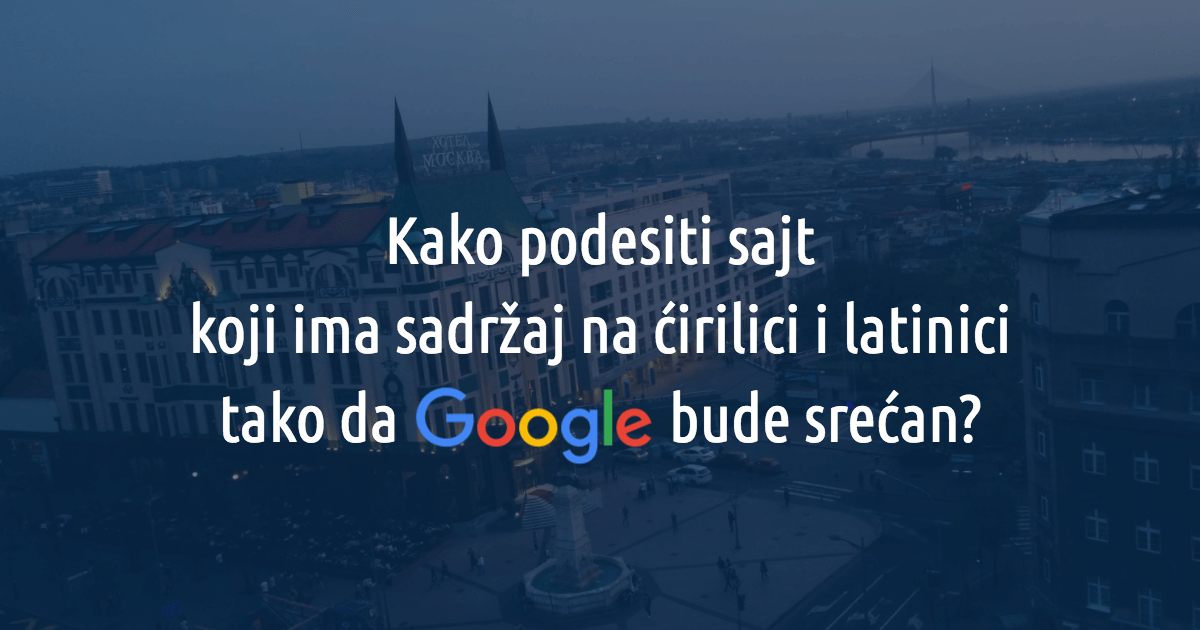 ХОТЕЛ
МОСКВА
Kako podesiti sajt
koji ima sadržaj na ćirilici i latinici
tako da Google bude srećan?